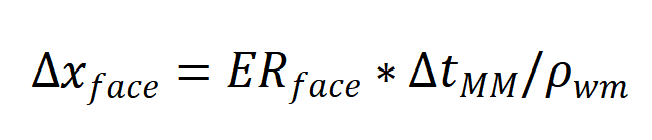 Δx_face = ER_face * Δt_MM/ρ_wm